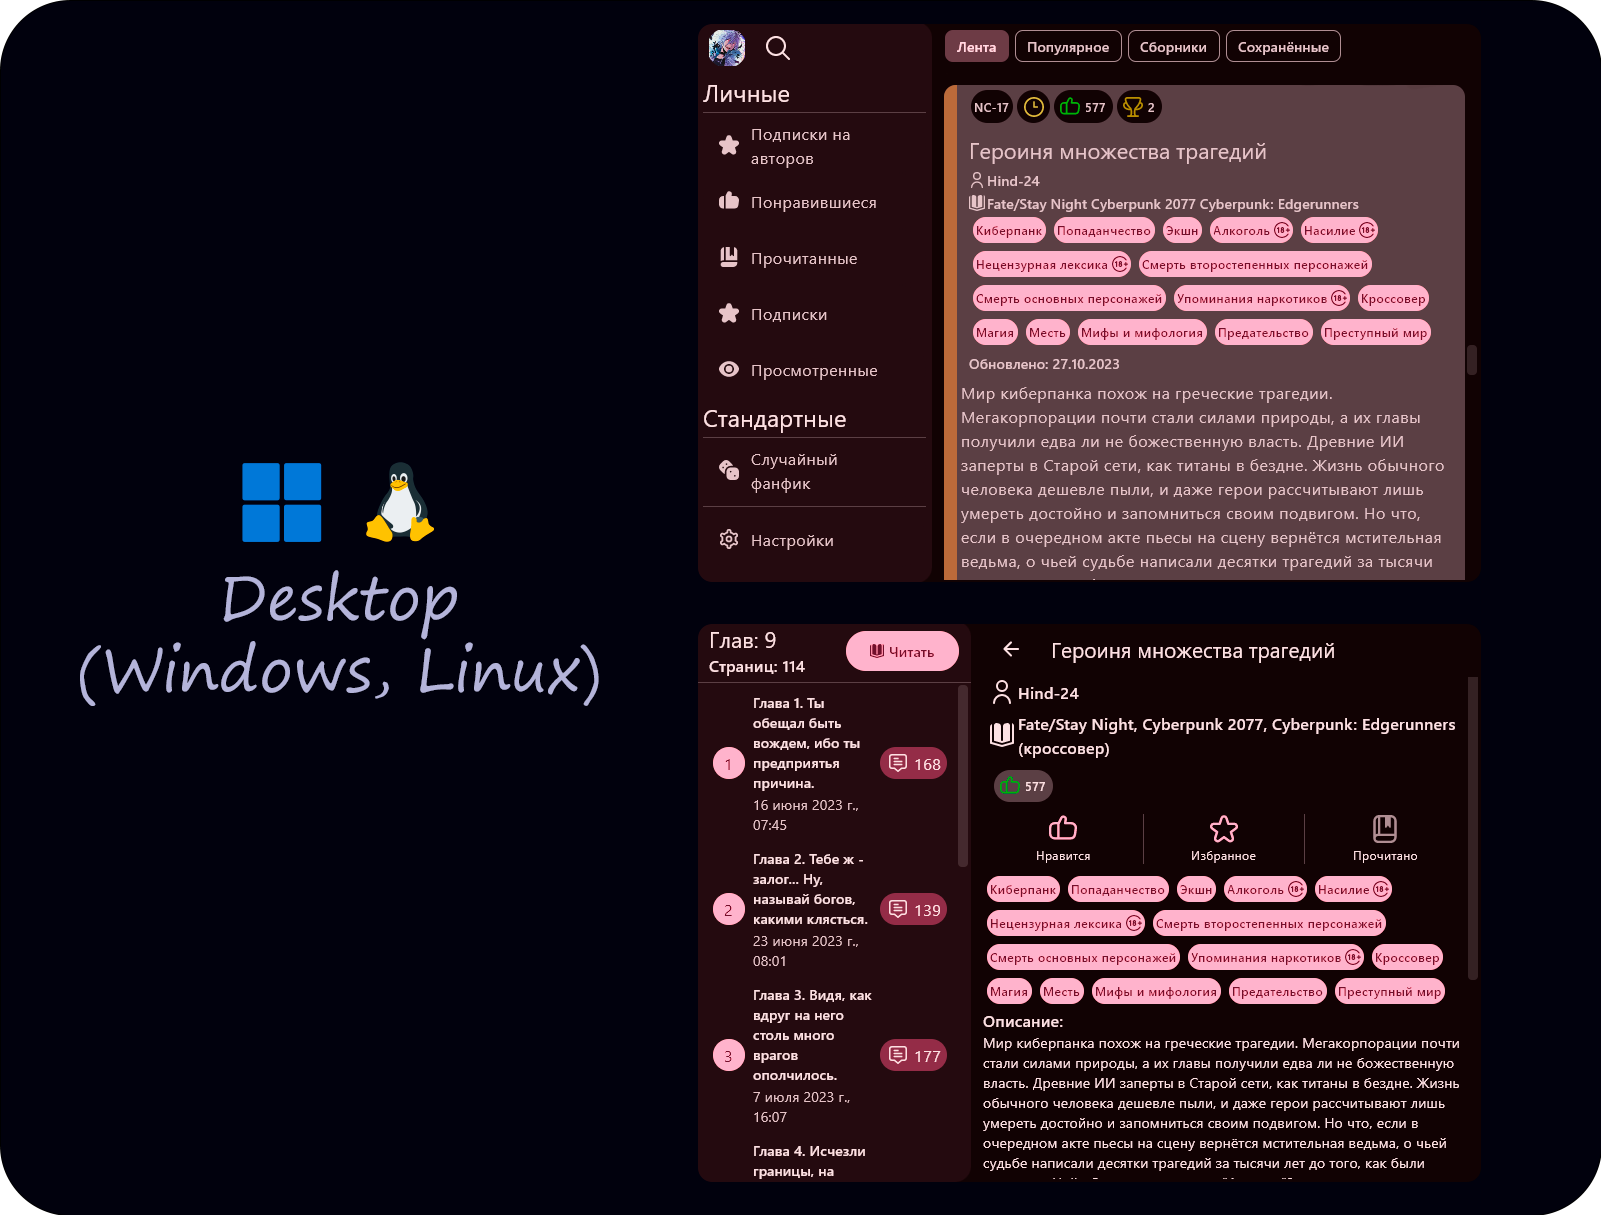 Desktop
(Windows, Linux)
Личные
Подписки на
авторов
Понравившиеся
Прочитанные
Подписки
Просмотренные
Стандартные
Случайный
фанфик
Настройки
Лента Популярное Сборники Сохранённые
NC-17 577 2
Героиня множества трагедий
Hind-24
Fate/Stay Night Cyberpunk 2077 Cyberpunk: Edgerunners
Киберпанк Попаданчество Экшн Алкоголь 18+ Насилие 18+
Нецензурная лексика 18+ Смерть второстепенных персонажей
Смерть основных персонажей Упоминания наркотиков 18+ Кроссовер
Магия Месть Мифы и мифология Предательство Преступный мир
Обновлено: 27.10.2023
Мир киберпанка похож на греческие трагедии.
Мегакорпорации почти стали силами природы, а их главы
получили едва ли не божественную власть. Древние ИИ
заперты в Старой сети, как титаны в бездне. Жизнь обычного
человека дешевле пыли, и даже герои рассчитывают лишь
умереть достойно и запомниться своим подвигом. Но что,
если в очередном акте пьесы на сцену вернётся мстительная
ведьма, о чьей судьбе написали десятки трагедий за тысячи
Глав: 9
Страниц: 114
Читать
1
Глава 1. Ты
обещал быть
вождем, ибо ты
предприятья
причина.
16 июня 2023 г.,
07:45
168
2
Глава 2. Тебе ж -
залог... Ну,
называй богов,
какими клясться.
23 июня 2023 г.,
08:01
139
3
Глава 3. Видя, как
вдруг на него
столь много
врагов
ополчилось.
7 июля 2023 г.,
16:07
177
Глава 4. Исчезли
границы, на
Героиня множества трагедий
Hind-24
Fate/Stay Night, Cyberpunk 2077, Cyberpunk: Edgerunners
(кроссовер)
577
Нравится Избранное Прочитано
Киберпанк Попаданчество Экшн Алкоголь 18+ Насилие 18+
Нецензурная лексика 18+ Смерть второстепенных персонажей
Смерть основных персонажей Упоминания наркотиков 18+ Кроссовер
Магия Месть Мифы и мифология Предательство Преступный мир
Описание:
Мир киберпанка похож на греческие трагедии. Мегакорпорации почти
стали силами природы, а их главы получили едва ли не божественную
власть. Древние ИИ заперты в Старой сети, как титаны в бездне. Жизнь
обычного человека дешевле пыли, и даже герои рассчитывают лишь
умереть достойно и запомниться своим подвигом. Но что, если в
очередном акте пьесы на сцену вернётся мстительная ведьма, о чьей
судьбе написали десятки трагедий за тысячи лет до того, как были